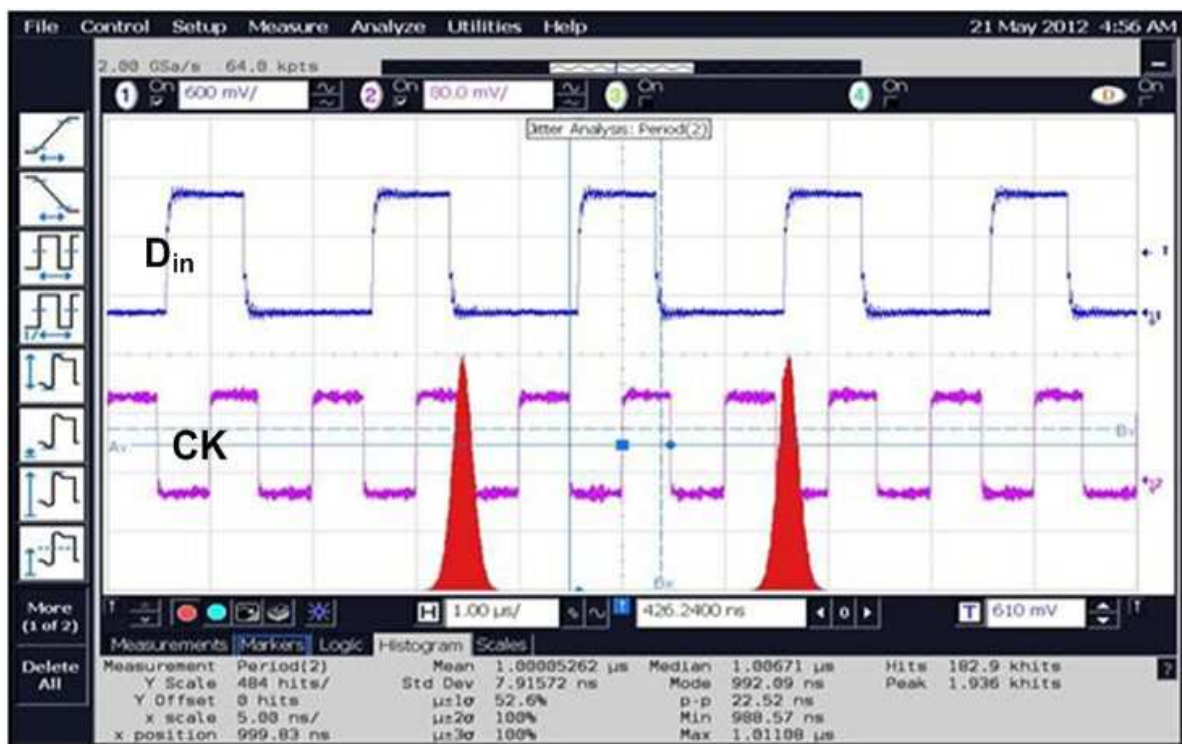 File Control Setup Measure Analyze Utilities Help 21 May 2012 4:56 AM
2.00 GSa/s 64.0 kpts
1 On 600 mV/ 2 On 80.0 mV/ 3 On 4 On D On
Jitter Analysis: Period(2)
D in
CK
H 1.00 µs/ 426.2400 ns 0 T 610 mV
More
(1 of 2)
Delete
All
Measurements Markers Logic Histogram Scales
Measurement Period(2) Mean 1.00005262 µs Median 1.00671 µs Hits 182.9 khits
Y Scale 484 hits/ Std Dev 7.91572 ns Mode 992.09 ns Peak 1.936 khits
Y Offset 0 hits µ±1σ 52.6% p-p 22.52 ns
x scale 5.00 ns/ µ±2σ 100% Min 988.57 ns
x position 999.83 ns µ±3σ 100% Max 1.01108 µs